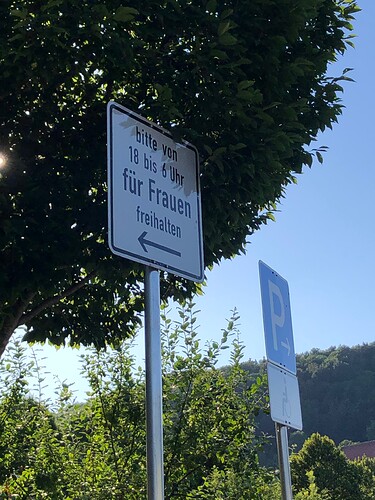 bitte von
18 bis 6 Uhr
für Frauen
freihalten
P